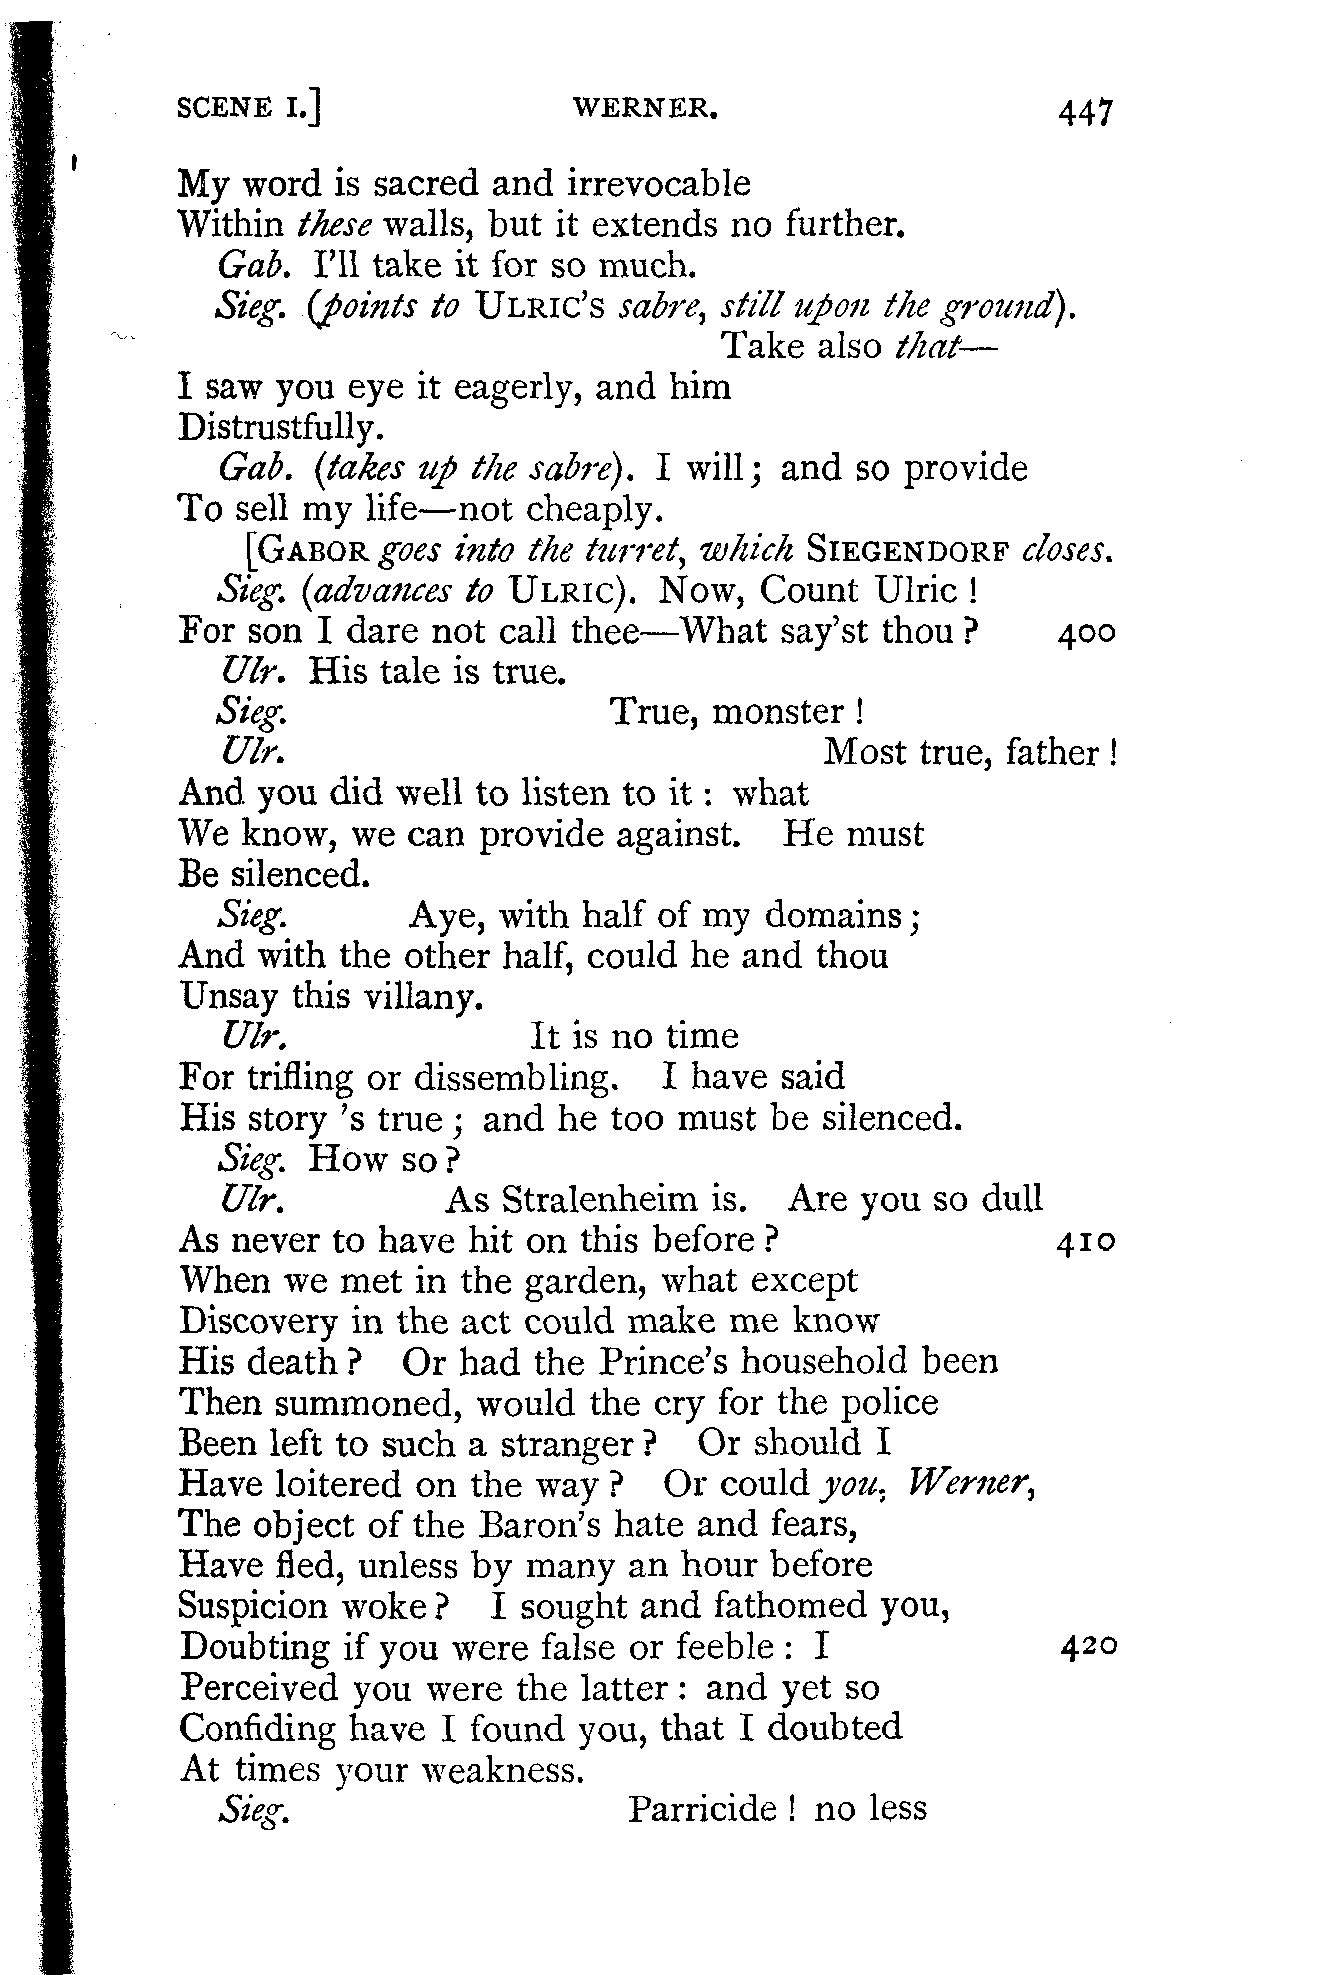 SCENE I.] WERNER. 447
My word is sacred and irrevocable
Within these walls, but it extends no further.
Gab. I'll take it for so much.
Sieg. (points to ULRIC'S sabre, still upon the ground).
Take also that—
I saw you eye it eagerly, and him
Distrustfully.
Gab. (takes up the sabre). I will; and so provide
To sell my life—not cheaply.
[GABOR goes into the turret, which SIEGENDORF closes.
Sieg. (advances to ULRIC). Now, Count Ulric!
For son I dare not call thee—What say'st thou? 400
Ulr. His tale is true.
Sieg. True, monster!
Ulr. Most true, father!
And you did well to listen to it: what
We know, we can provide against. He must
Be silenced.
Sieg. Aye, with half of my domains;
And with the other half, could he and thou
Unsay this villany.
Ulr. It is no time
For trifling or dissembling. I have said
His story 's true; and he too must be silenced.
Sieg. How so?
Ulr. As Stralenheim is. Are you so dull
As never to have hit on this before? 410
When we met in the garden, what except
Discovery in the act could make me know
His death? Or had the Prince's household been
Then summoned, would the cry for the police
Been left to such a stranger? Or should I
Have loitered on the way? Or could you, Werner,
The object of the Baron's hate and fears,
Have fled, unless by many an hour before
Suspicion woke? I sought and fathomed you,
Doubting if you were false or feeble: I 420
Perceived you were the latter: and yet so
Confiding have I found you, that I doubted
At times your weakness.
Sieg. Parricide! no less